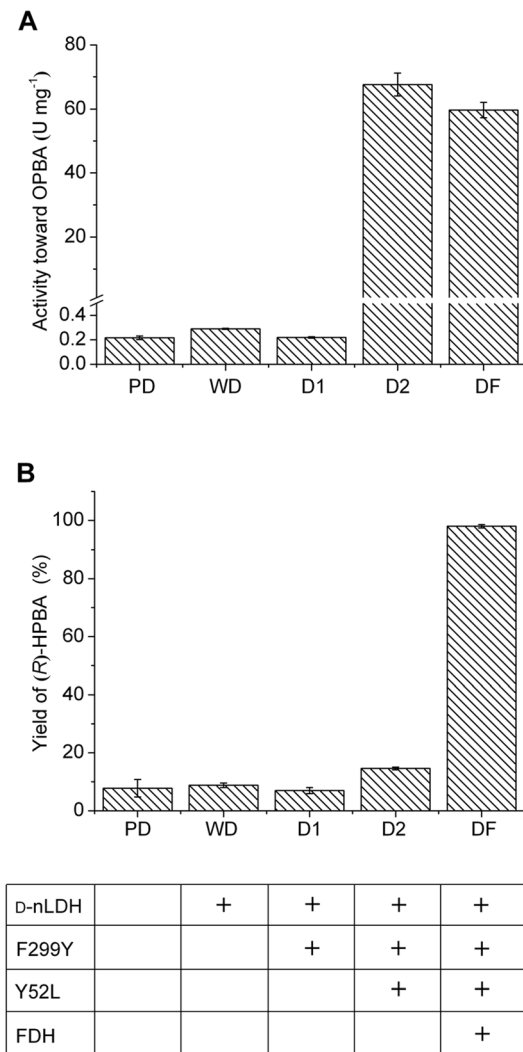 A
Activity toward OPBA (U mg⁻¹)
80
60
40
20
0.4
0.2
0.0
PD WD D1 D2 DF
B
Yield of (R)-HPBA (%)
100
80
60
40
20
0
PD WD D1 D2 DF
D-nLDH + + + +
F299Y + + +
Y52L + +
FDH +